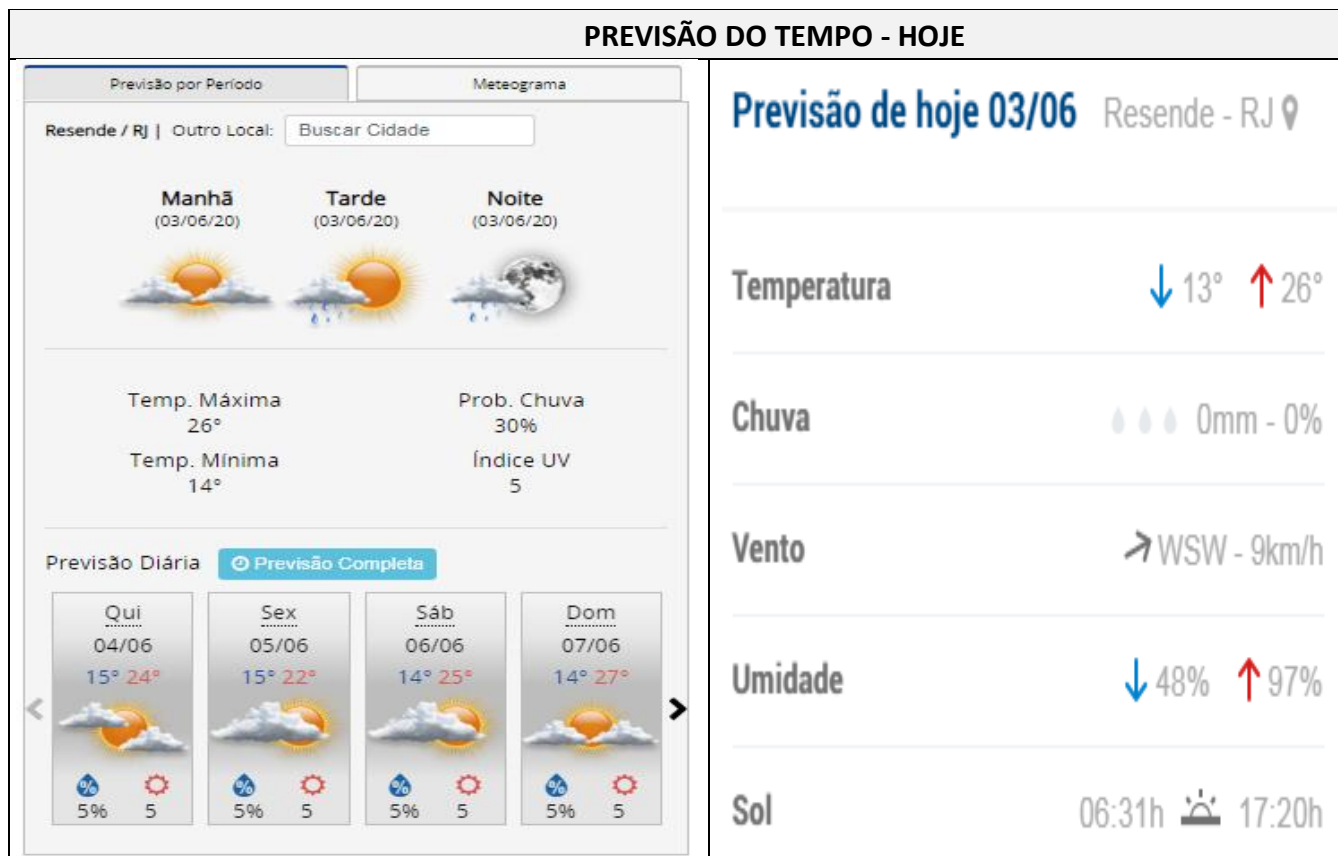 PREVISÃO DO TEMPO - HOJE
Previsão por Período
Meteograma
Resende / RJ | Outro Local: Buscar Cidade
Manhã Tarde Noite
(03/06/20) (03/06/20) (03/06/20)
Temp. Máxima Prob. Chuva
26° 30%
Temp. Mínima Índice UV
14° 5
Previsão Diária Previsão Completa
Qui Sex Sáb Dom
04/06 05/06 06/06 07/06
15° 24° 15° 22° 14° 25° 14° 27°
% % % %
5% 5 5% 5 5% 5 5% 5
Previsão de hoje 03/06 Resende - RJ
Temperatura 13° 26°
Chuva 0mm - 0%
Vento WSW - 9km/h
Umidade 48% 97%
Sol 06:31h 17:20h